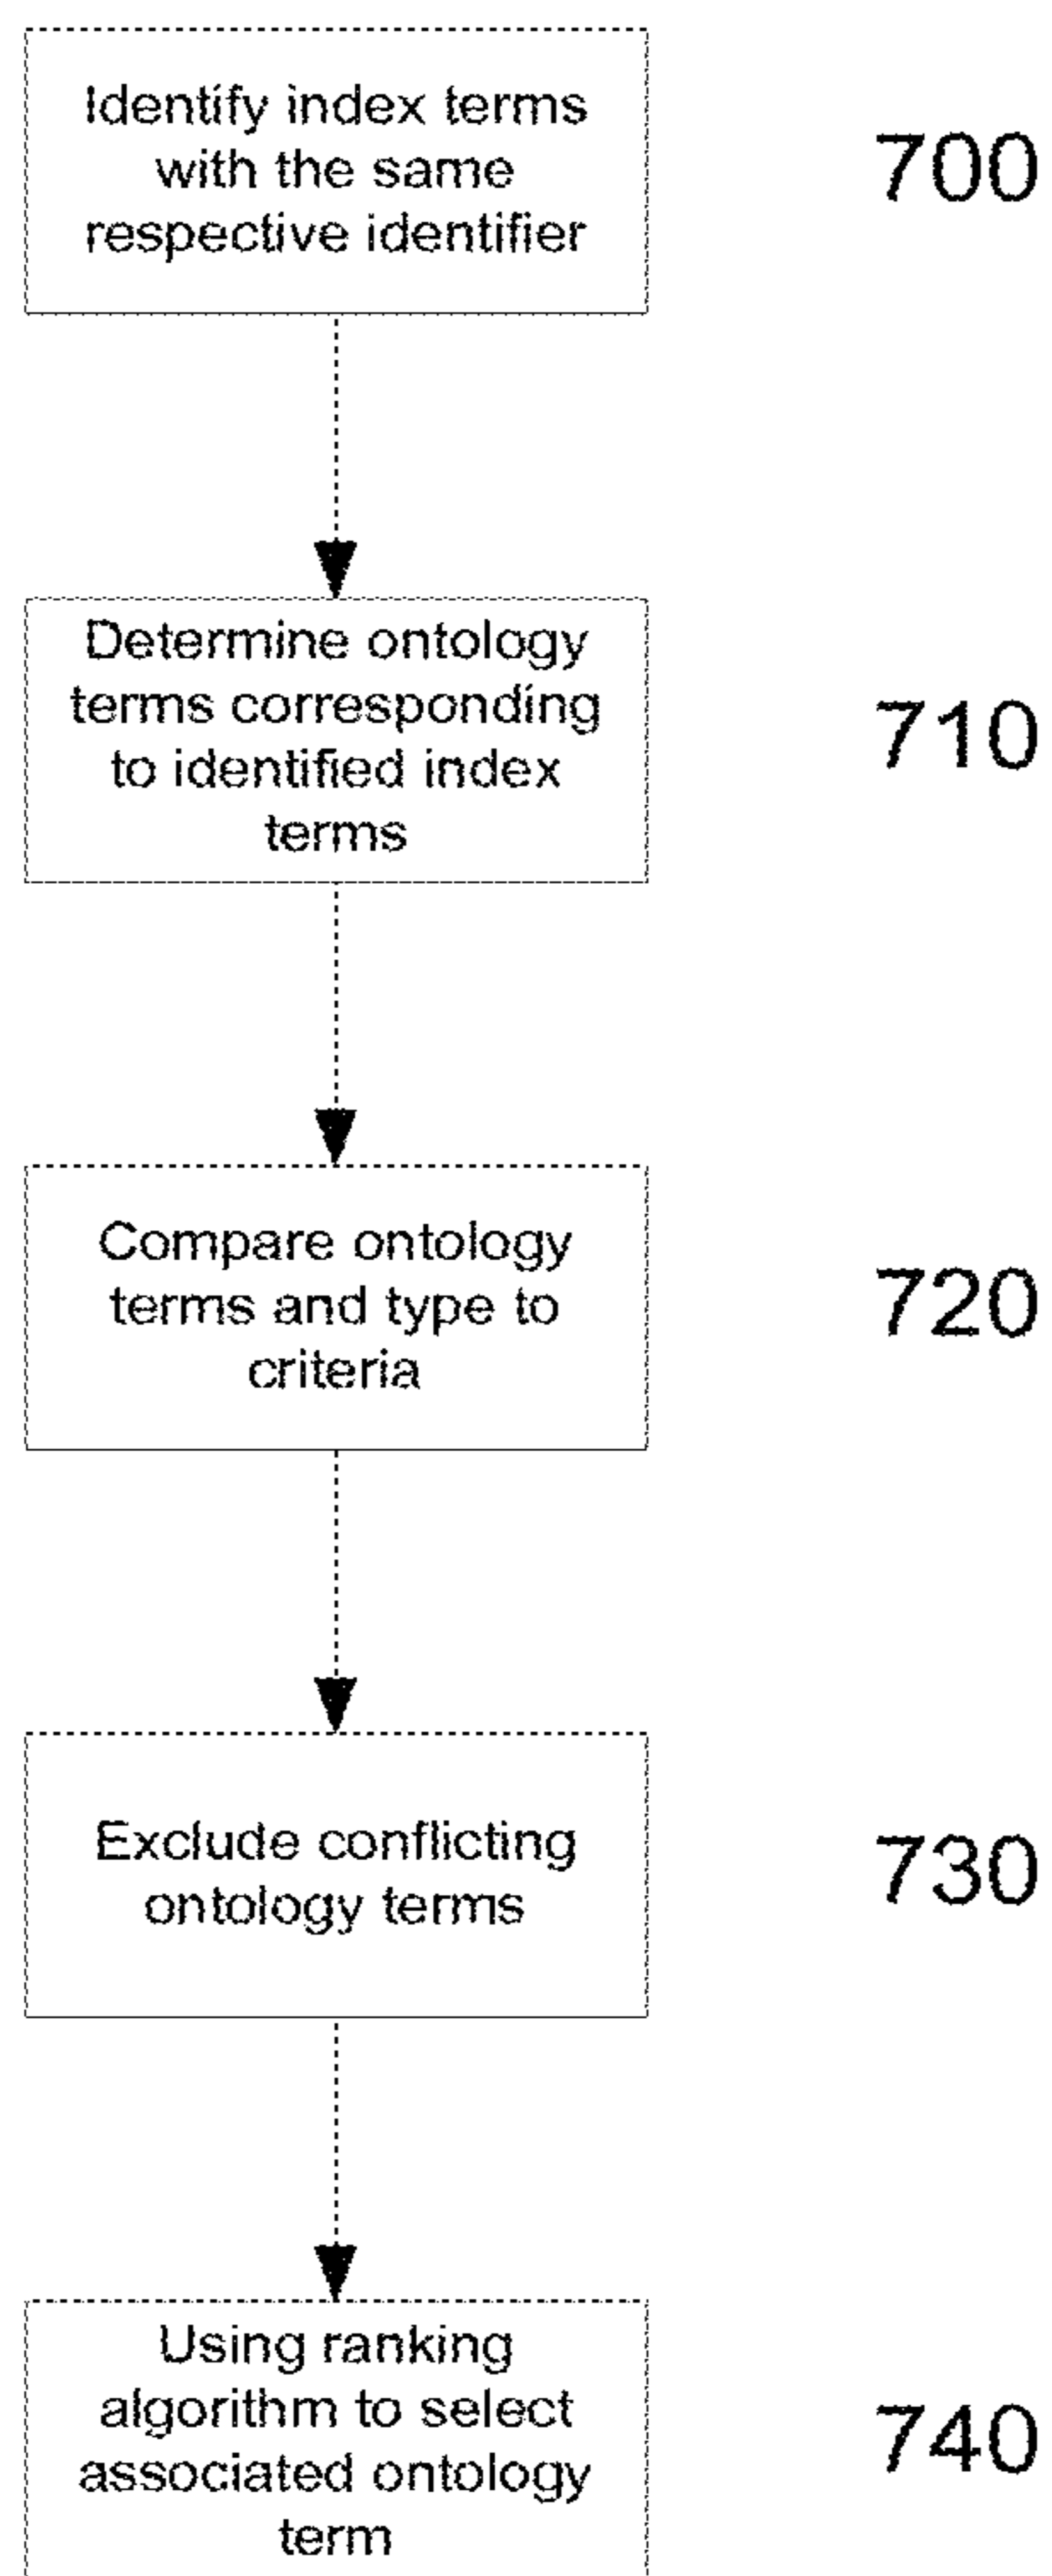 Identify index terms
with the same
respective identifier
700
Determine ontology
terms corresponding
to identified index
terms
710
Compare ontology
terms and type to
criteria
720
Exclude conflicting
ontology terms
730
Using ranking
algorithm to select
associated ontology
term
740